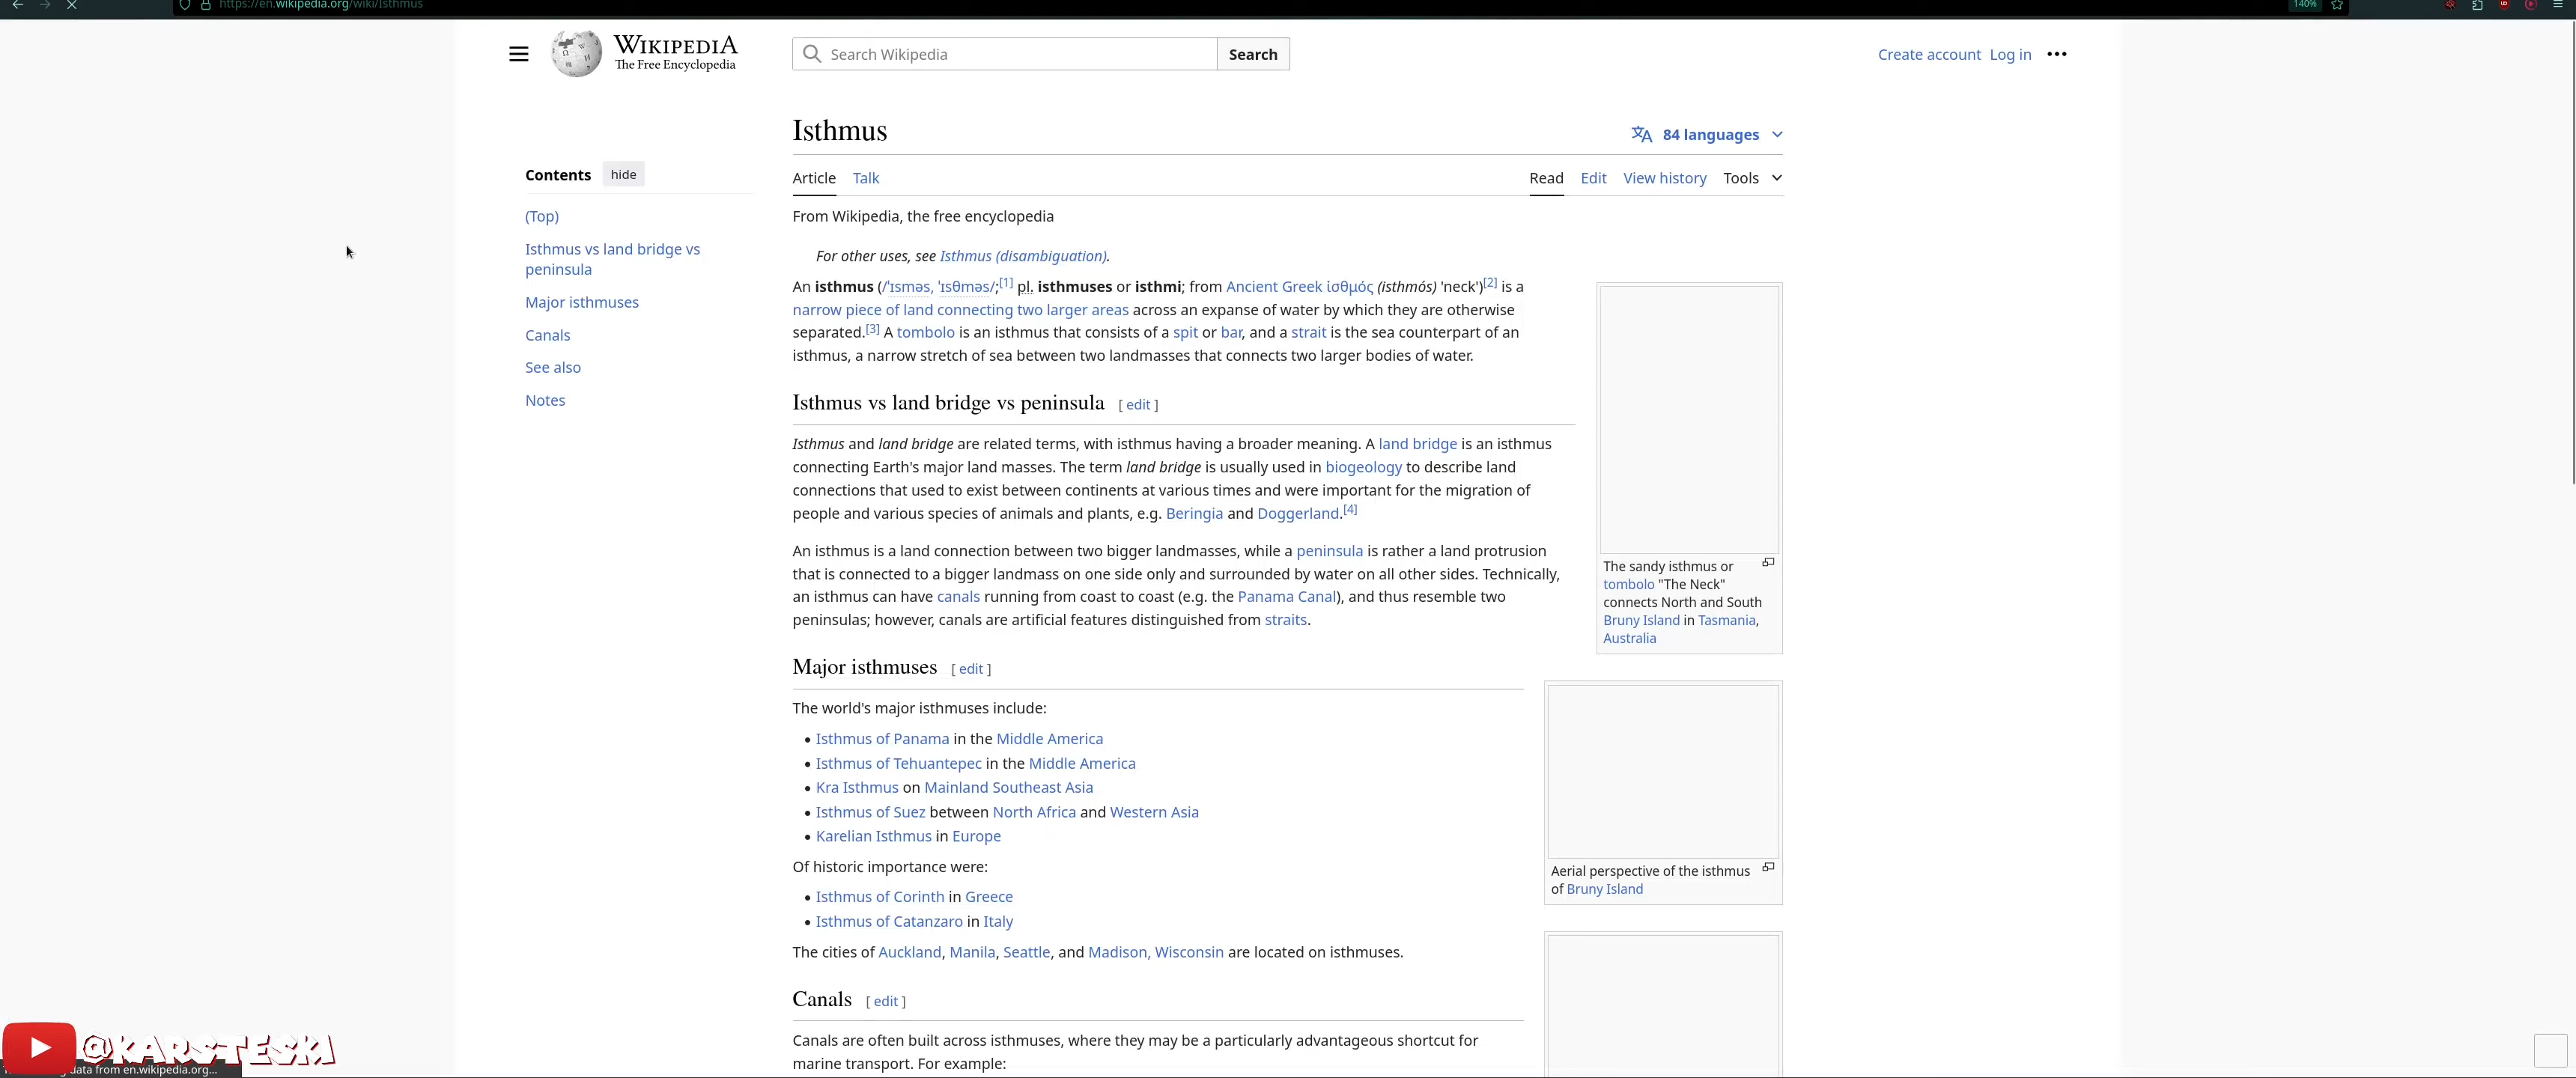 https://en.wikipedia.org/wiki/Isthmus
140%
WIKIPEDIA
The Free Encyclopedia
Search Wikipedia
Search
Create account Log in
Isthmus
84 languages
Contents hide
(Top)
Isthmus vs land bridge vs
peninsula
Major isthmuses
Canals
See also
Notes
Article Talk
Read Edit View history Tools
From Wikipedia, the free encyclopedia
For other uses, see Isthmus (disambiguation).
An isthmus (/ˈɪsməs, ˈɪsθməs/;[1] pl. isthmuses or isthmi; from Ancient Greek ἰσθμός (isthmós) 'neck')[2] is a
narrow piece of land connecting two larger areas across an expanse of water by which they are otherwise
separated.[3] A tombolo is an isthmus that consists of a spit or bar, and a strait is the sea counterpart of an
isthmus, a narrow stretch of sea between two landmasses that connects two larger bodies of water.
Isthmus vs land bridge vs peninsula [ edit ]
Isthmus and land bridge are related terms, with isthmus having a broader meaning. A land bridge is an isthmus
connecting Earth's major land masses. The term land bridge is usually used in biogeology to describe land
connections that used to exist between continents at various times and were important for the migration of
people and various species of animals and plants, e.g. Beringia and Doggerland.[4]
An isthmus is a land connection between two bigger landmasses, while a peninsula is rather a land protrusion
that is connected to a bigger landmass on one side only and surrounded by water on all other sides. Technically,
an isthmus can have canals running from coast to coast (e.g. the Panama Canal), and thus resemble two
peninsulas; however, canals are artificial features distinguished from straits.
The sandy isthmus or
tombolo "The Neck"
connects North and South
Bruny Island in Tasmania,
Australia
Major isthmuses [ edit ]
The world's major isthmuses include:
• Isthmus of Panama in the Middle America
• Isthmus of Tehuantepec in the Middle America
• Kra Isthmus on Mainland Southeast Asia
• Isthmus of Suez between North Africa and Western Asia
• Karelian Isthmus in Europe
Of historic importance were:
• Isthmus of Corinth in Greece
• Isthmus of Catanzaro in Italy
The cities of Auckland, Manila, Seattle, and Madison, Wisconsin are located on isthmuses.
Aerial perspective of the isthmus
of Bruny Island
Canals [ edit ]
Canals are often built across isthmuses, where they may be a particularly advantageous shortcut for
marine transport. For example:
@KARSTESKI
data from en.wikipedia.org...